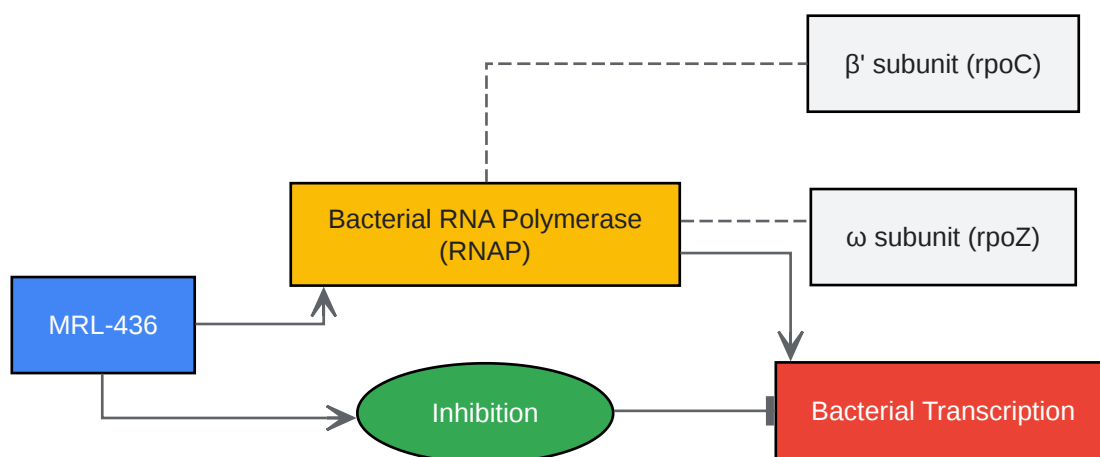 β' subunit (rpoC)
Bacterial RNA Polymerase
(RNAP)
ω subunit (rpoZ)
MRL-436
Inhibition
Bacterial Transcription